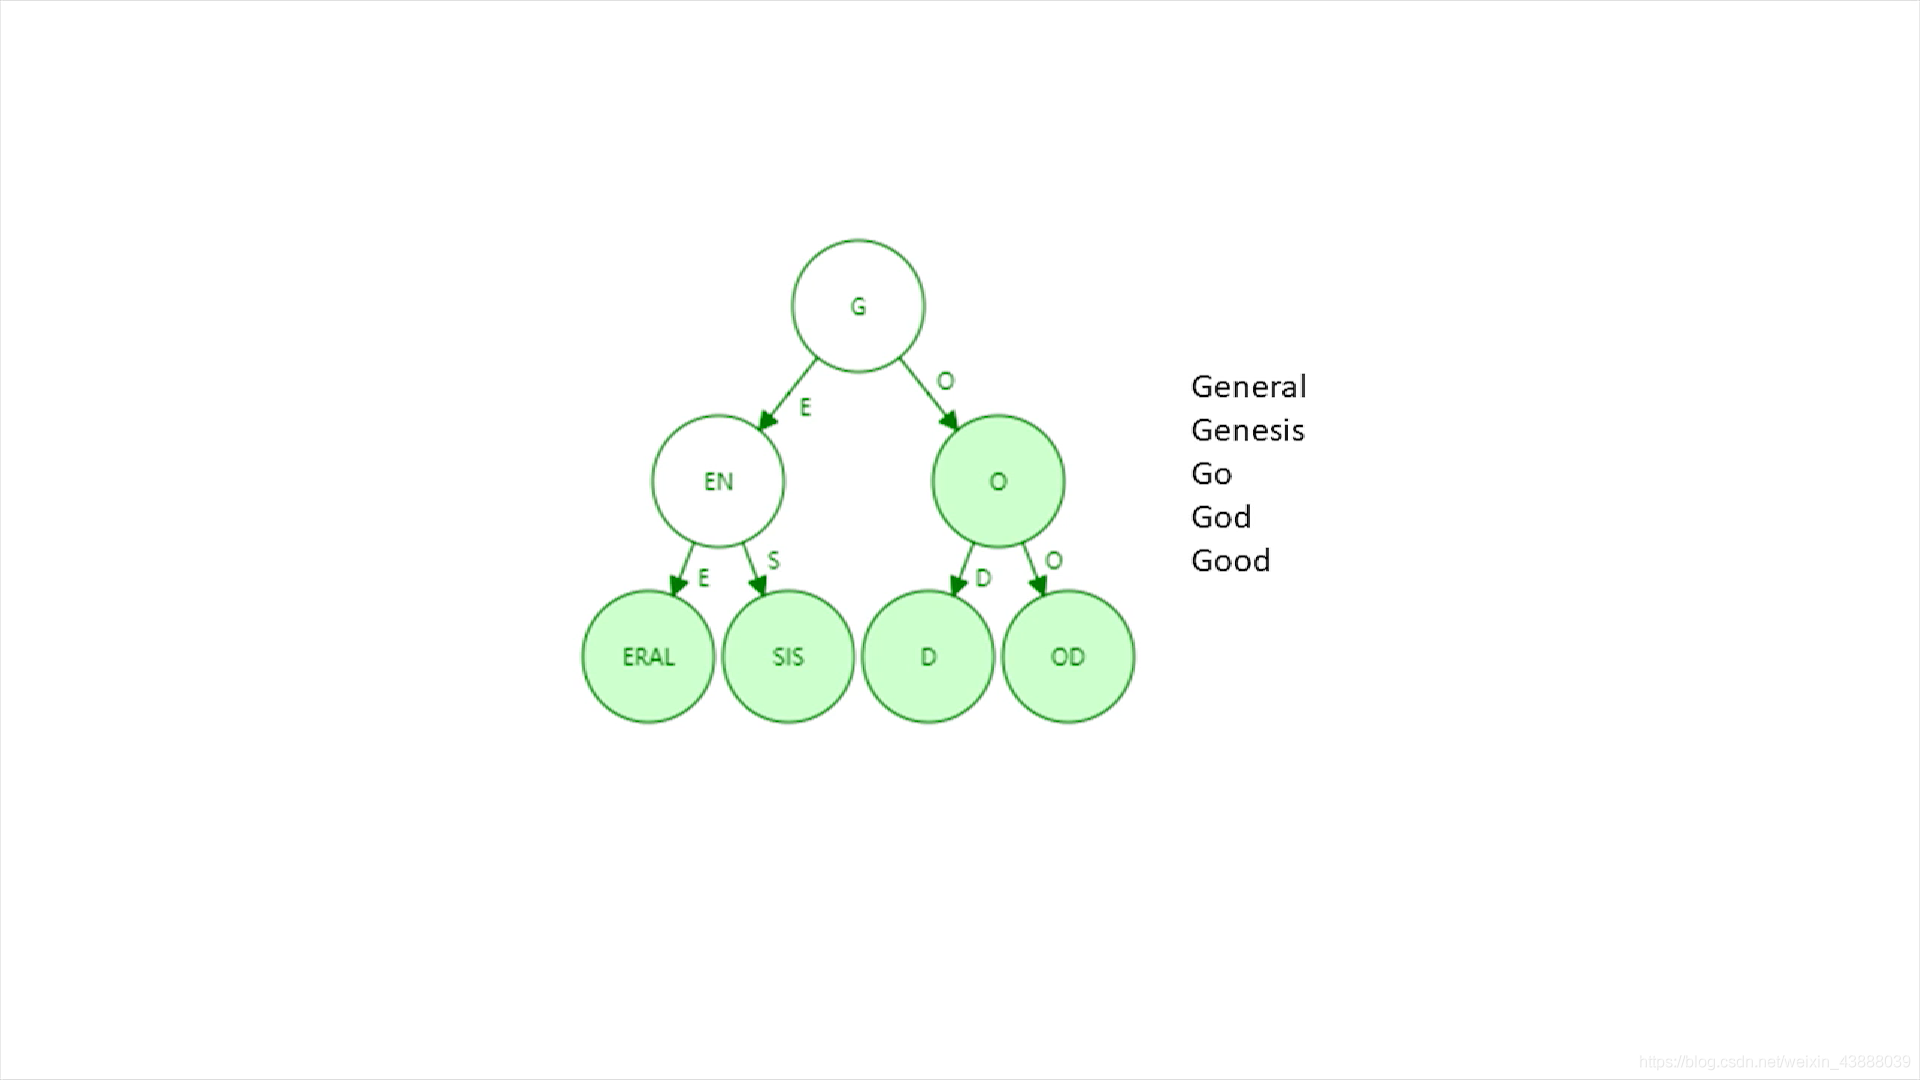 G
E
O
EN
O
E
S
D
O
ERAL
SIS
D
OD
General
Genesis
Go
God
Good
https://blog.csdn.net/weixin_43888039